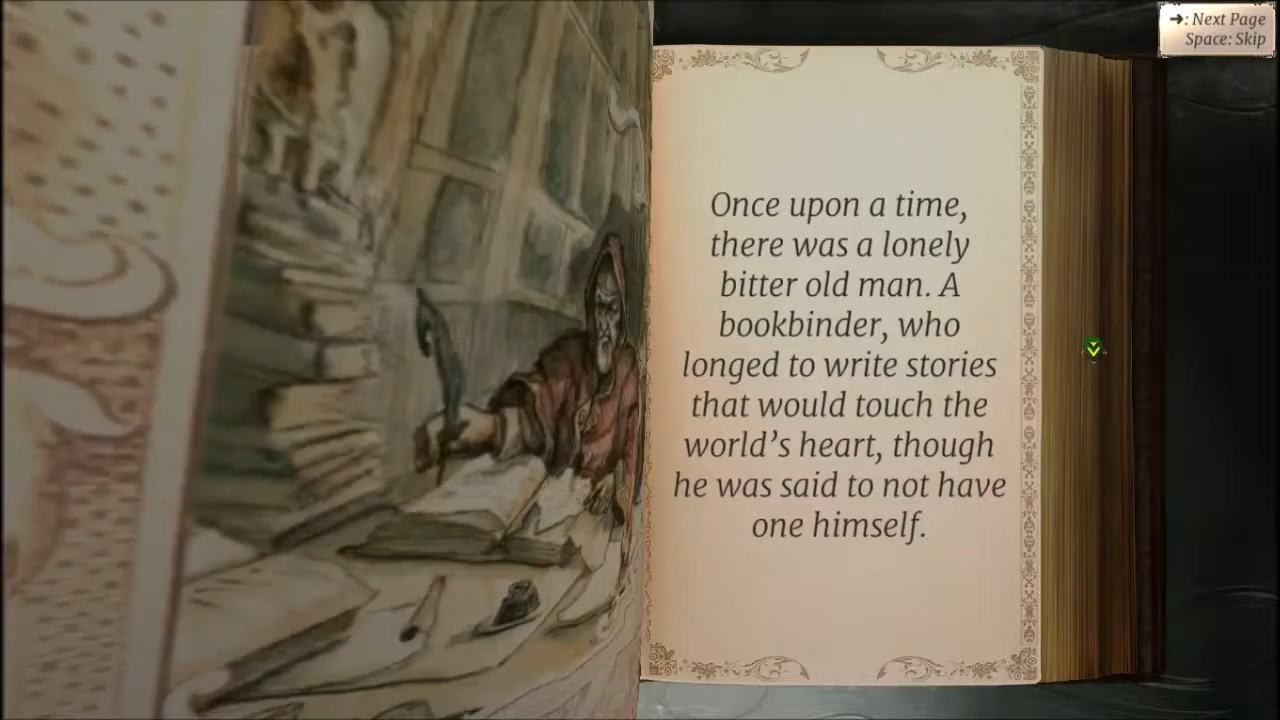 ➜: Next Page
Space: Skip
Once upon a time,
there was a lonely
bitter old man. A
bookbinder, who
longed to write stories
that would touch the
world’s heart, though
he was said to not have
one himself.